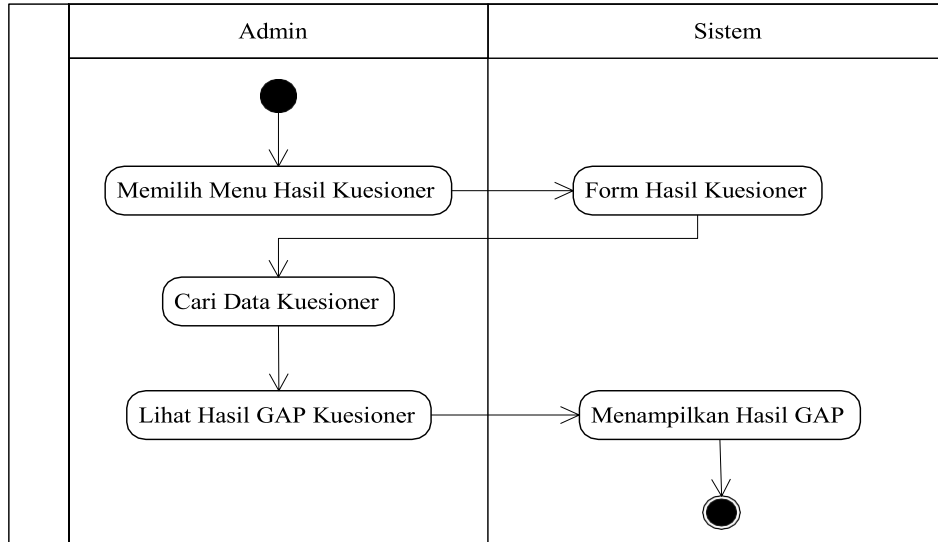 Admin
Sistem
Memilih Menu Hasil Kuesioner
Form Hasil Kuesioner
Cari Data Kuesioner
Lihat Hasil GAP Kuesioner
Menampilkan Hasil GAP